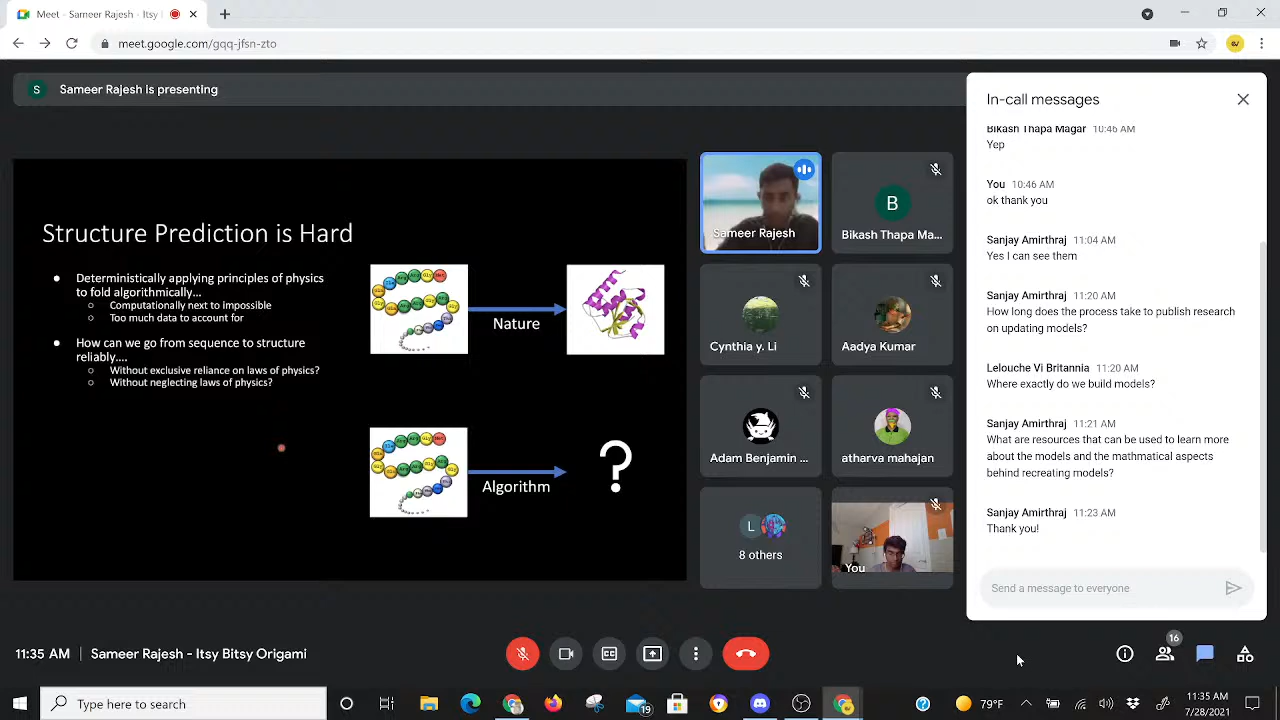 Meet - Sameer Rajesh - Itsy
meet.google.com/gqq-jfsn-zto
S
Sameer Rajesh is presenting
Structure Prediction is Hard
Deterministically applying principles of physics
to fold algorithmically...
Computationally next to impossible
Too much data to account for
How can we go from sequence to structure
reliably....
Without exclusive reliance on laws of physics?
Without neglecting laws of physics?
Nature
Algorithm
?
Sameer Rajesh
B
Bikash Thapa Ma...
Cynthia y. Li
Aadya Kumar
Adam Benjamin ...
atharva mahajan
L
8 others
You
In-call messages
Bikash Thapa Magar 10:46 AM
Yep
You 10:46 AM
ok thank you
Sanjay Amirthraj 11:04 AM
Yes I can see them
Sanjay Amirthraj 11:20 AM
How long does the process take to publish research
on updating models?
Lelouche Vi Britannia 11:20 AM
Where exactly do we build models?
Sanjay Amirthraj 11:21 AM
What are resources that can be used to learn more
about the models and the mathmatical aspects
behind recreating models?
Sanjay Amirthraj 11:23 AM
Thank you!
Send a message to everyone
11:35 AM | Sameer Rajesh - Itsy Bitsy Origami
16
Type here to search
19
79°F
11:35 AM
7/28/2021